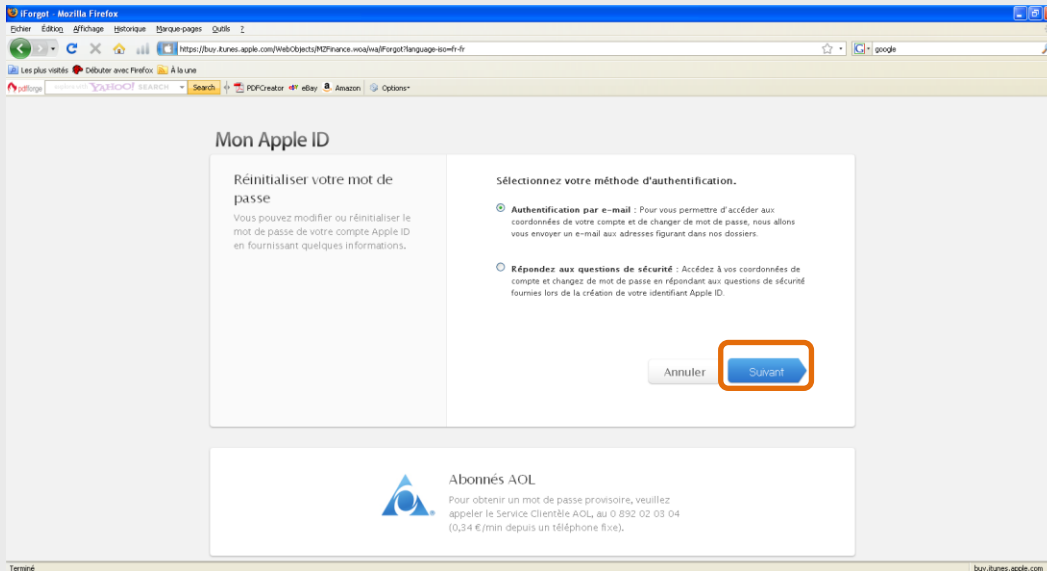 iForgot - Mozilla Firefox
Fichier Édition Affichage Historique Marque-pages Outils ?
https://buy.itunes.apple.com/WebObjects/MZFinance.woa/wa/iForgot?language-iso=fr-fr
google
Les plus visités Débuter avec Firefox À la une
pdfforge YAHOO! SEARCH Search PDFCreator eBay Amazon Options
Mon Apple ID
Réinitialiser votre mot de
passe
Vous pouvez modifier ou réinitialiser le
mot de passe de votre compte Apple ID
en fournissant quelques informations.
Sélectionnez votre méthode d'authentification.
Authentification par e-mail : Pour vous permettre d'accéder aux
coordonnées de votre compte et de changer de mot de passe, nous allons
vous envoyer un e-mail aux adresses figurant dans nos dossiers.
Répondez aux questions de sécurité : Accédez à vos coordonnées de
compte et changez de mot de passe en répondant aux questions de sécurité
fournies lors de la création de votre identifiant Apple ID.
Annuler Suivant
Abonnés AOL
Pour obtenir un mot de passe provisoire, veuillez
appeler le Service Clientèle AOL, au 0 892 02 03 04
(0,34 €/min depuis un téléphone fixe).
Terminé buy.itunes.apple.com